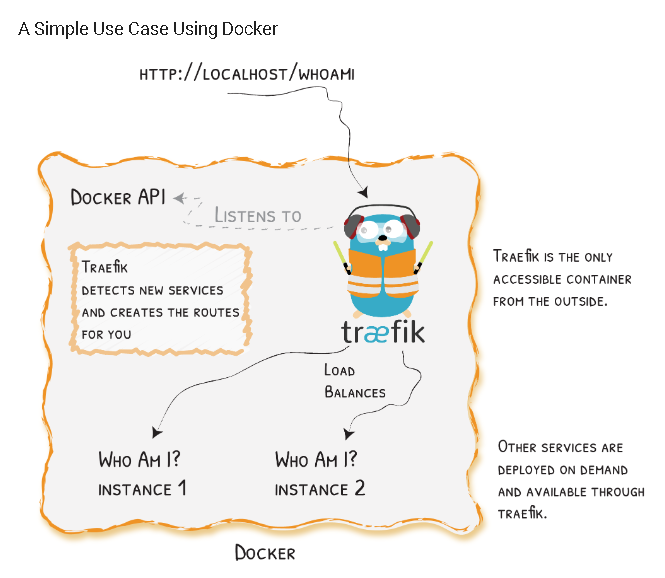 A Simple Use Case Using Docker
http://localhost/whoami
Docker API
Listens to
Traefik
detects new services
and creates the routes
for you
træfik
Traefik is the only
accessible container
from the outside.
Load
Balances
Who Am I?
instance 1
Who Am I?
instance 2
Other services are
deployed on demand
and available through
traefik.
Docker